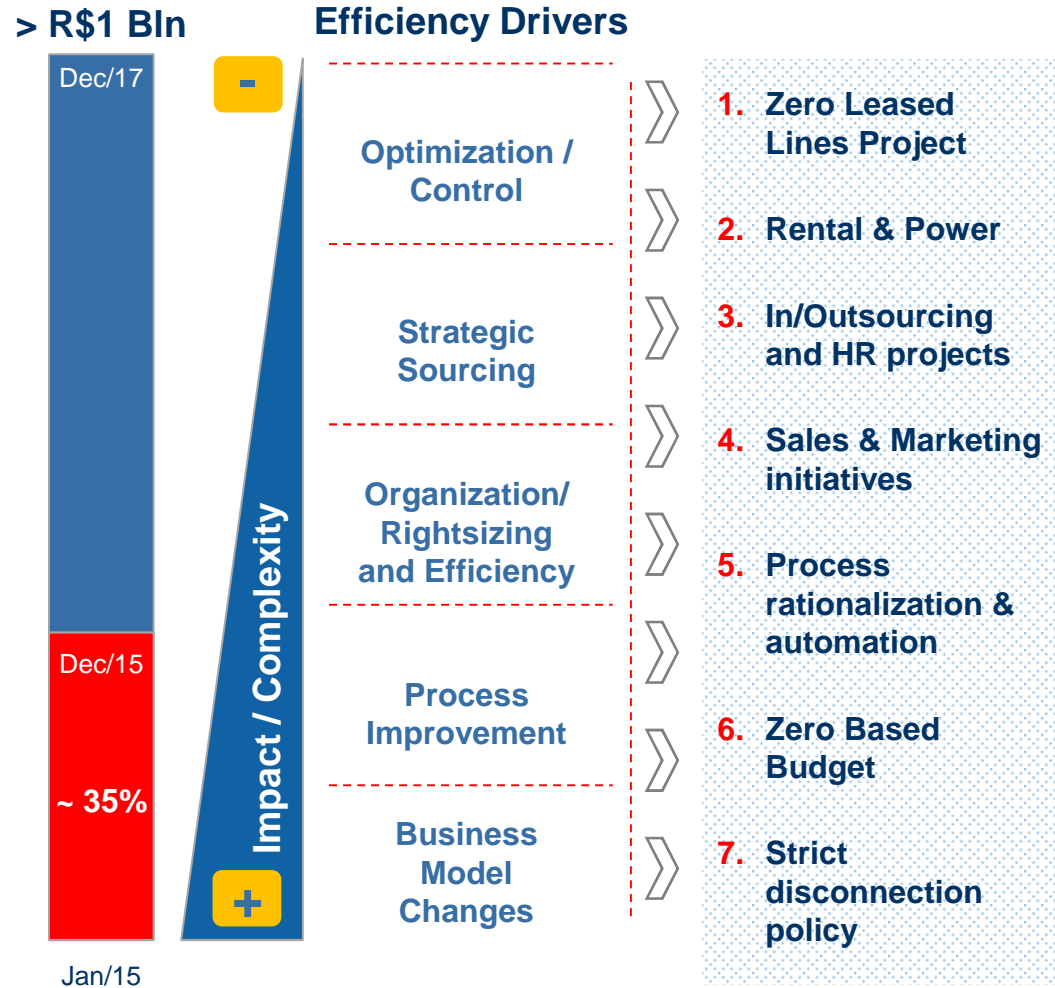 > R$1 Bln
Efficiency Drivers
Dec/17
Dec/15
~ 35%
Jan/15
-
Impact / Complexity
+
Optimization /
Control
Strategic
Sourcing
Organization/
Rightsizing
and Efficiency
Process
Improvement
Business
Model
Changes
1. Zero Leased
Lines Project
2. Rental & Power
3. In/Outsourcing
and HR projects
4. Sales & Marketing
initiatives
5. Process
rationalization &
automation
6. Zero Based
Budget
7. Strict
disconnection
policy